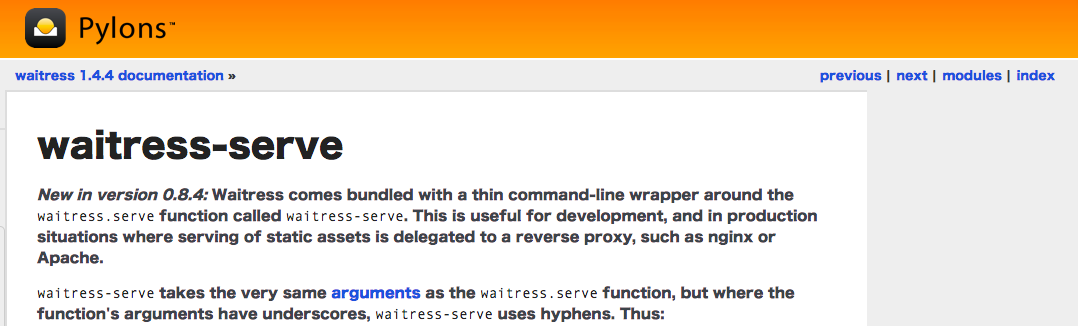 Pylons™
waitress 1.4.4 documentation »
previous | next | modules | index
waitress-serve
New in version 0.8.4: Waitress comes bundled with a thin command-line wrapper around the
waitress.serve function called waitress-serve. This is useful for development, and in production
situations where serving of static assets is delegated to a reverse proxy, such as nginx or
Apache.
waitress-serve takes the very same arguments as the waitress.serve function, but where the
function's arguments have underscores, waitress-serve uses hyphens. Thus: